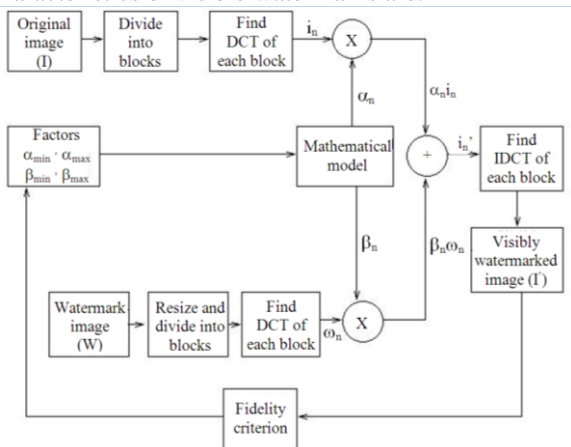 Original
image
(I)
Divide
into
blocks
Find
DCT of
each block
iₙ
X
αₙ
αₙiₙ
Factors
αmin · αmax
βmin · βmax
Mathematical
model
+
iₙ'
Find
IDCT of
each block
βₙ
βₙωₙ
Visibly
watermarked
image (I')
Watermark
image
(W)
Resize and
divide into
blocks
Find
DCT of
each block
ωₙ
X
Fidelity
criterion